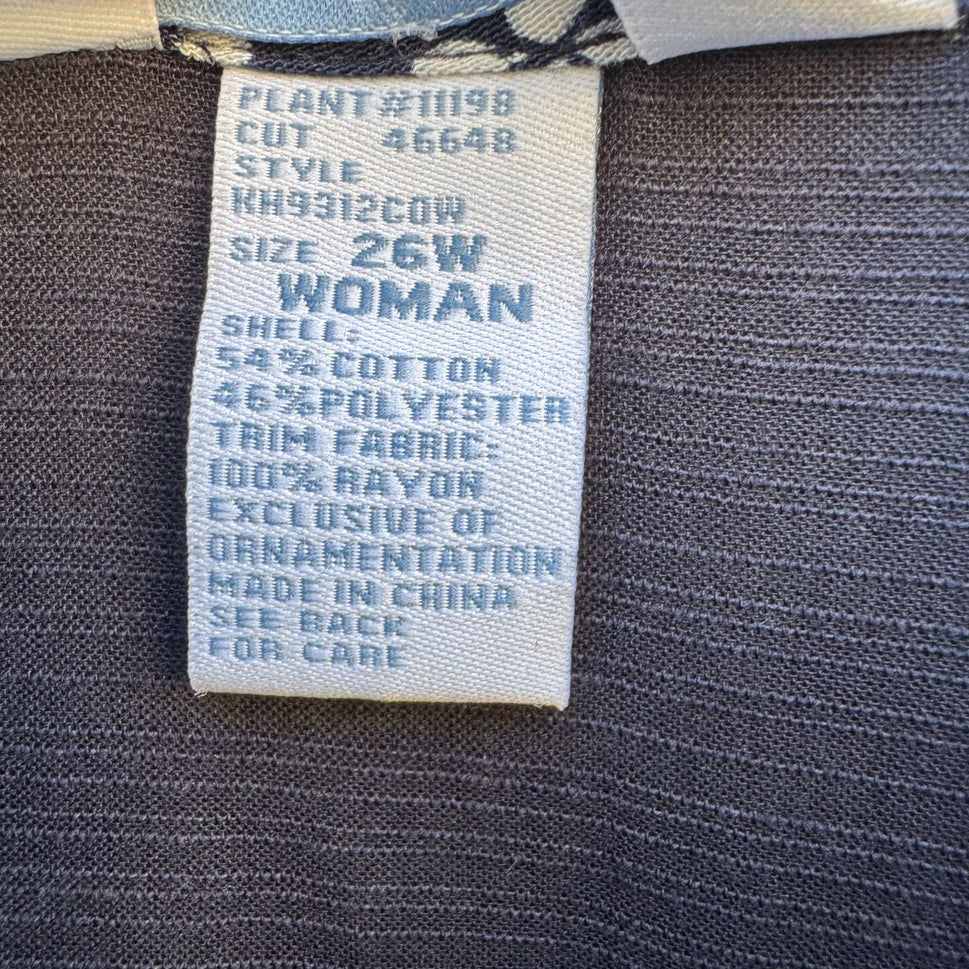 PLANT #11198
CUT 46648
STYLE
KH9312COW
SIZE 26W
WOMAN
SHELL:
54% COTTON
46% POLYESTER
TRIM FABRIC:
100% RAYON
EXCLUSIVE OF
ORNAMENTATION
MADE IN CHINA
SEE BACK
FOR CARE